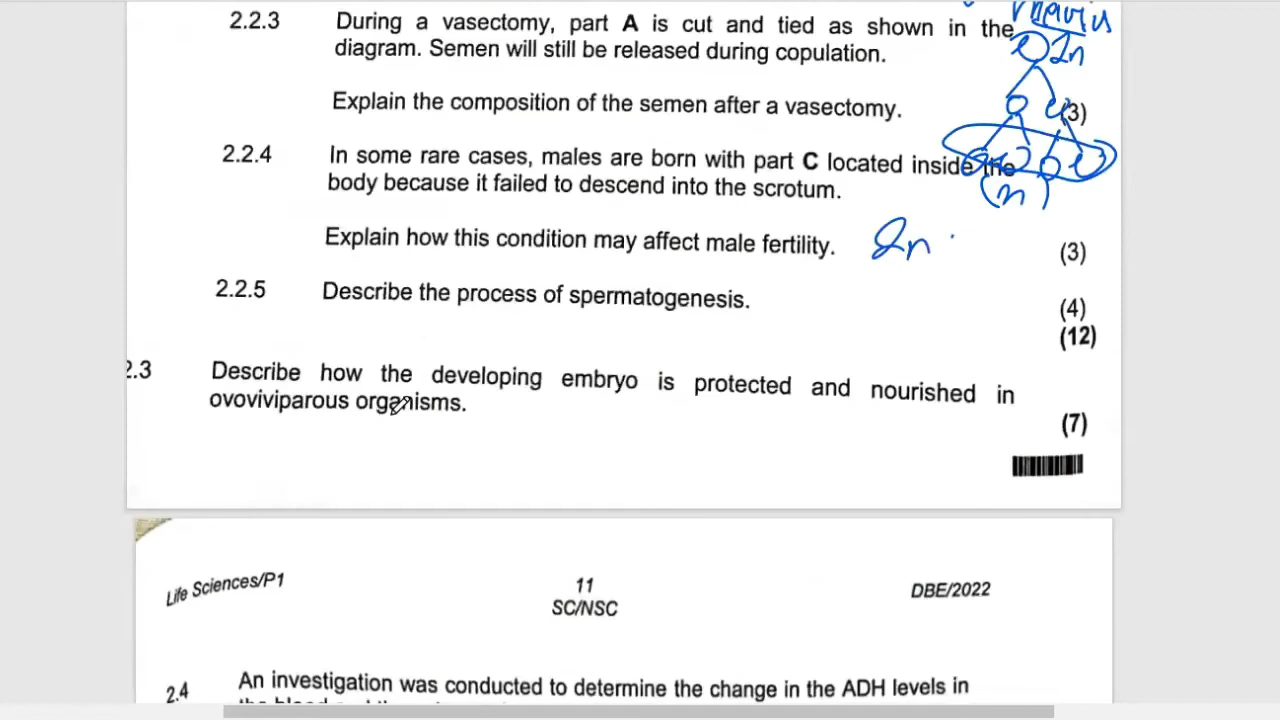 meiosis
2n
2.2.3 During a vasectomy, part A is cut and tied as shown in the
diagram. Semen will still be released during copulation.
Explain the composition of the semen after a vasectomy. (3)
2.2.4 In some rare cases, males are born with part C located inside the
body because it failed to descend into the scrotum.
(n)
Explain how this condition may affect male fertility. 2n (3)
2.2.5 Describe the process of spermatogenesis. (4)
(12)
2.3 Describe how the developing embryo is protected and nourished in
ovoviviparous organisms. (7)
Life Sciences/P1 11 DBE/2022
SC/NSC
2.4 An investigation was conducted to determine the change in the ADH levels in